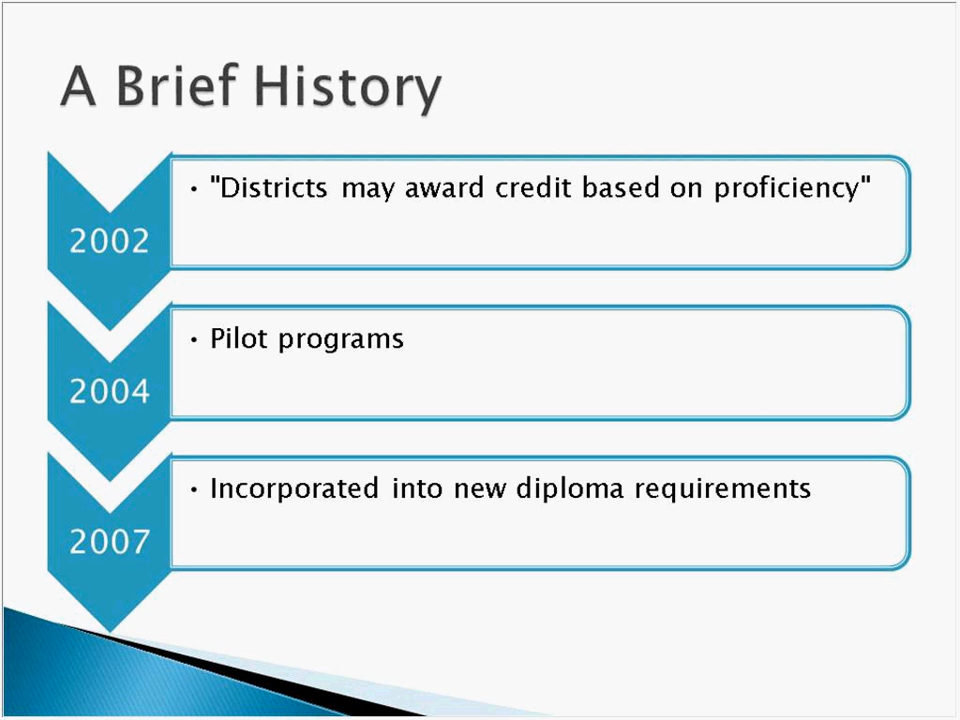 A Brief History
2002
• "Districts may award credit based on proficiency"
2004
• Pilot programs
2007
• Incorporated into new diploma requirements